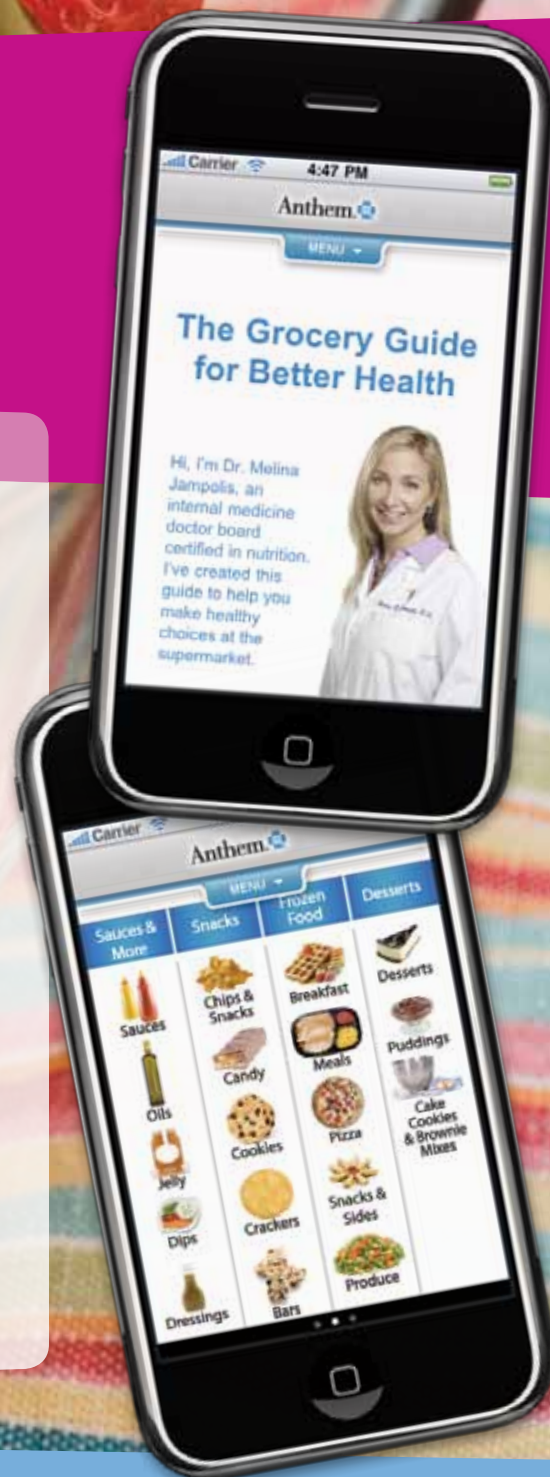 Carrier
4:47 PM
Anthem.
MENU
The Grocery Guide
for Better Health
Hi, I'm Dr. Melina
Jampolis, an
internal medicine
doctor board
certified in nutrition.
I've created this
guide to help you
make healthy
choices at the
supermarket.
Carrier
Anthem.
MENU
Sauces &
More
Snacks
Frozen
Food
Desserts
Sauces
Oils
Jelly
Dips
Dressings
Chips &
Snacks
Candy
Cookies
Crackers
Bars
Breakfast
Meals
Pizza
Snacks &
Sides
Produce
Desserts
Puddings
Cake
Cookies
& Brownie
Mixes